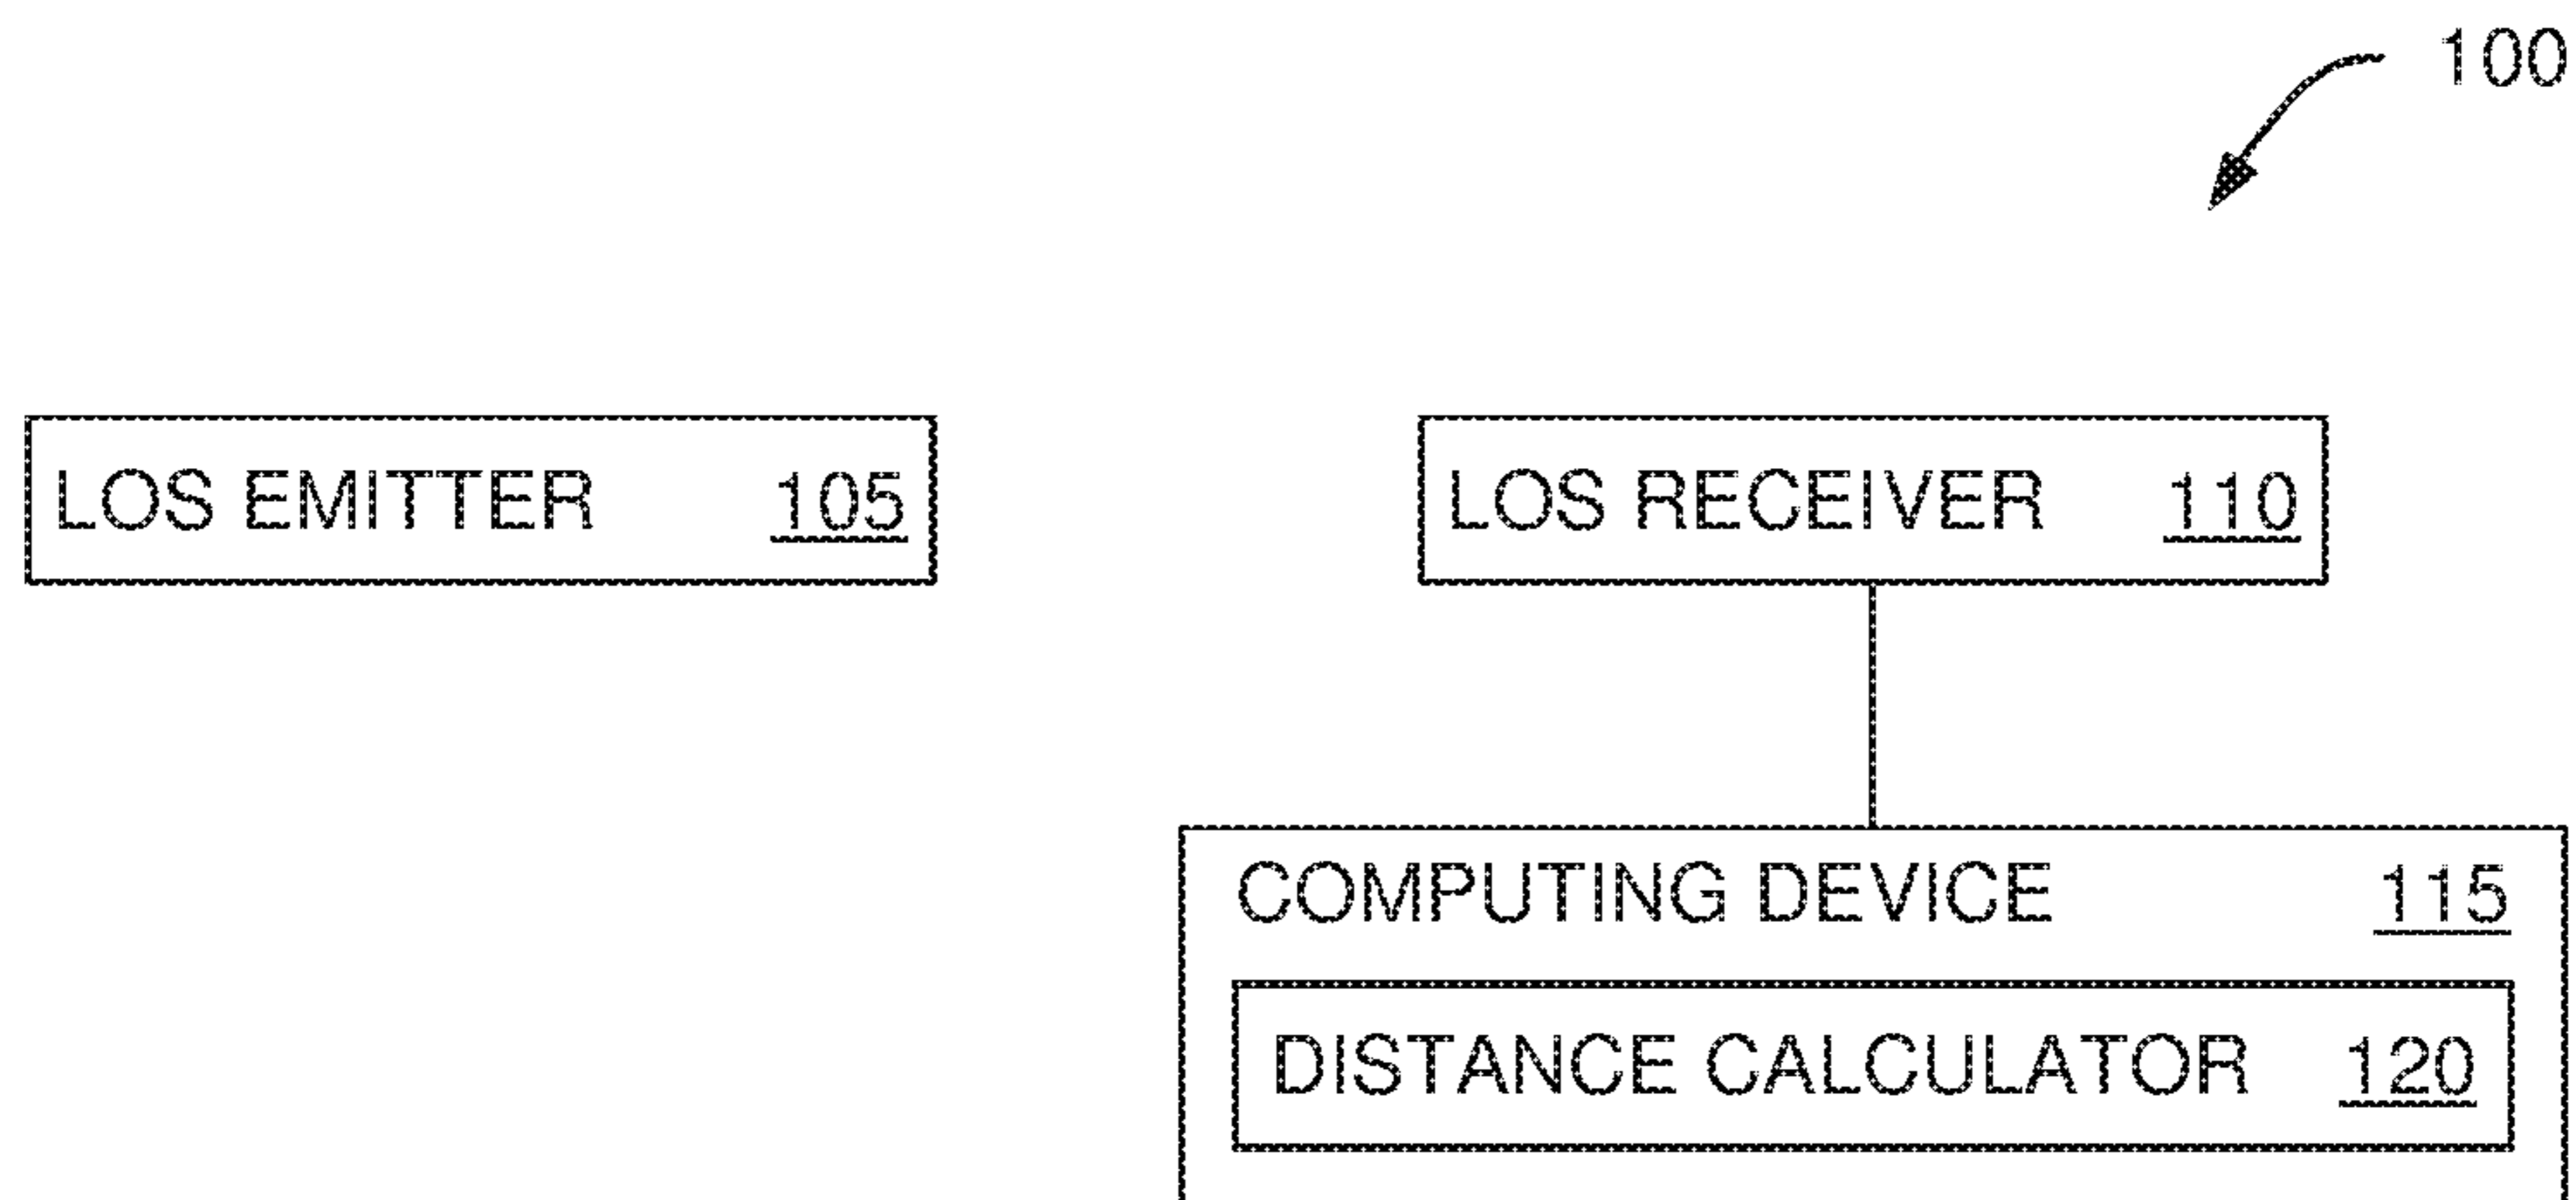 100
LOS EMITTER 105
LOS RECEIVER 110
COMPUTING DEVICE 115
DISTANCE CALCULATOR 120